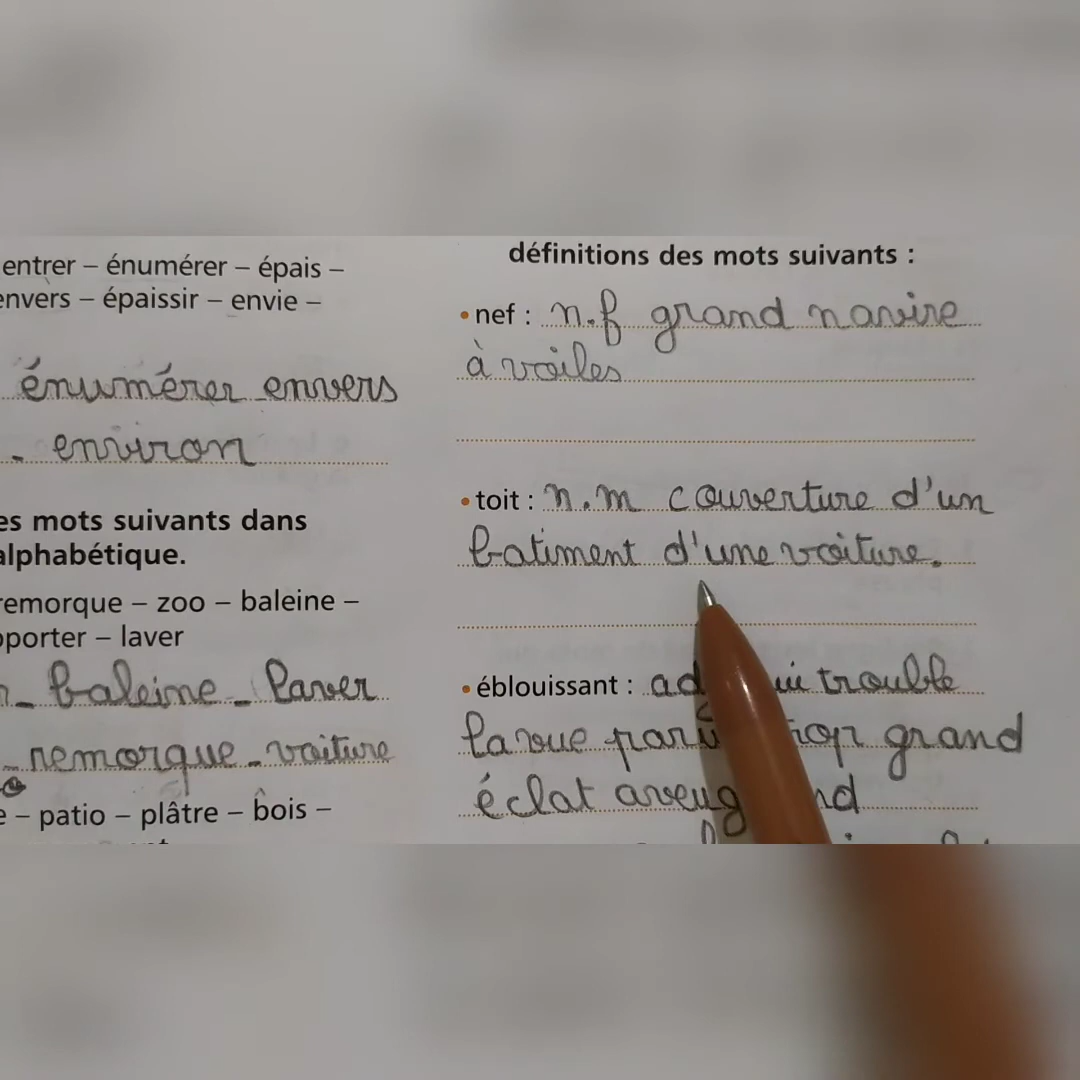 entrer – énumérer – épais –
envers – épaissir – envie –
énumérer envers
- environ
es mots suivants dans
alphabétique.
remorque – zoo – baleine –
pporter – laver
- baleine - laver
- remorque - voiture
e – patio – plâtre – bois –
définitions des mots suivants :
• nef : n.f grand navire
à voiles
• toit : n.m couverture d'un
batiment d'une voiture.
• éblouissant : trouble
la vue par grand
éclat